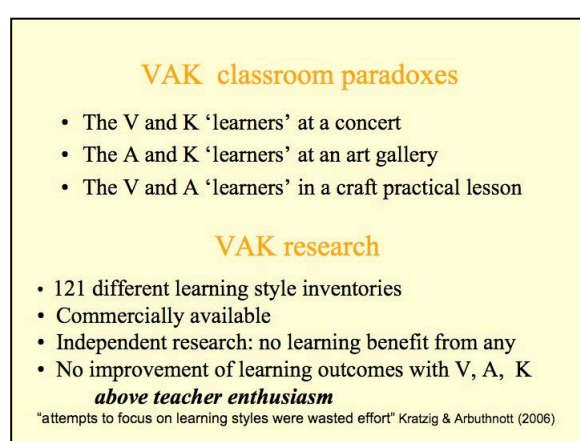 VAK classroom paradoxes
• The V and K ‘learners’ at a concert
• The A and K ‘learners’ at an art gallery
• The V and A ‘learners’ in a craft practical lesson
VAK research
• 121 different learning style inventories
• Commercially available
• Independent research: no learning benefit from any
• No improvement of learning outcomes with V, A, K
above teacher enthusiasm
“attempts to focus on learning styles were wasted effort” Kratzig & Arbuthnott (2006)